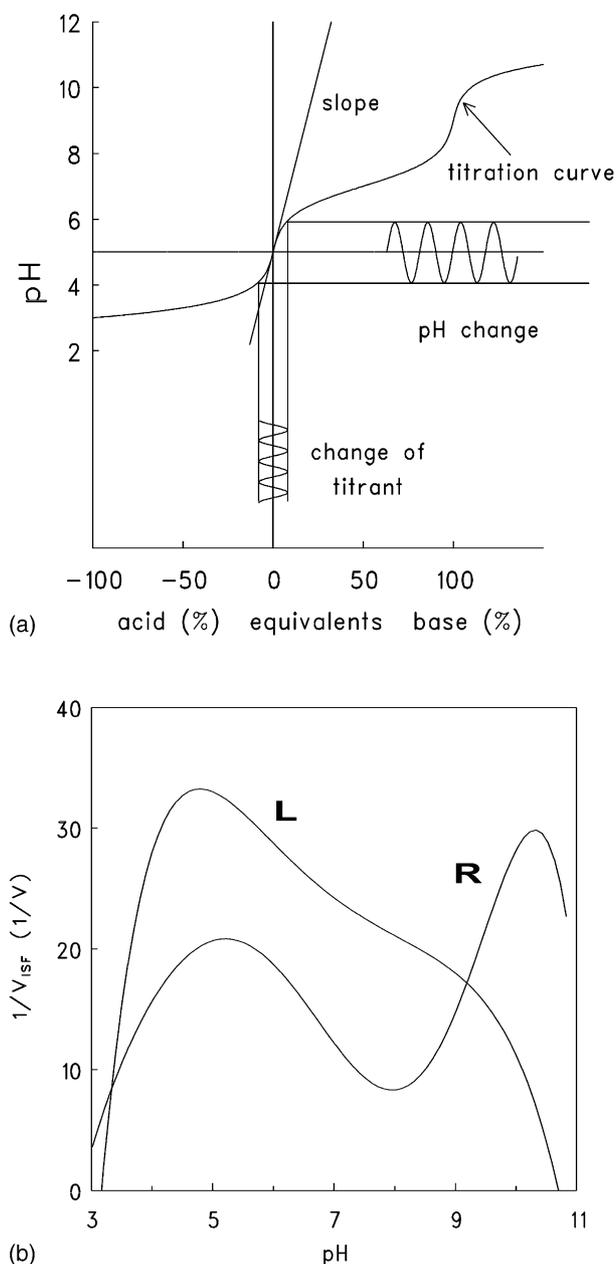 12
10
8
6
4
2
pH
slope
titration curve
pH change
change of
titrant
-100 -50 0 50 100
acid (%) equivalents base (%)
(a)
40
30
20
10
0
1/V_ISF (1/V)
L
R
3 5 7 9 11
pH
(b)